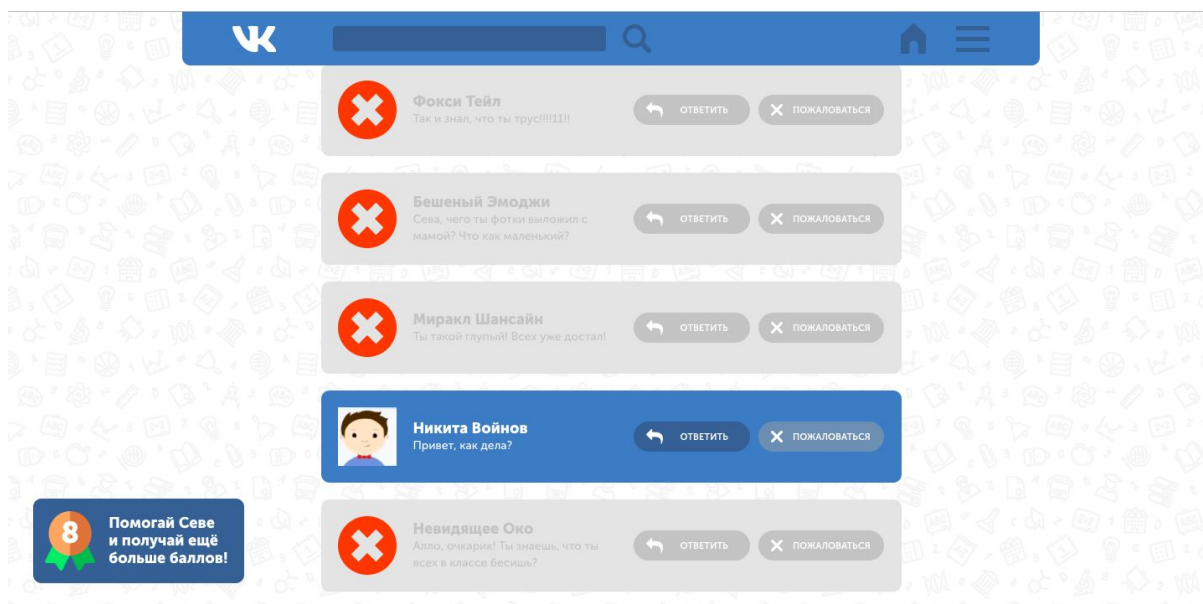 VK
Фокси Тейл
Так и знал, что ты трус!!!!11!!
ОТВЕТИТЬ
ПОЖАЛОВАТЬСЯ
Бешеный Эмоджи
Сева, чего ты фотки выложил с
мамой? Что как маленький?
ОТВЕТИТЬ
ПОЖАЛОВАТЬСЯ
Миракл Шансайн
Ты такой глупый! Всех уже достал!
ОТВЕТИТЬ
ПОЖАЛОВАТЬСЯ
Никита Войнов
Привет, как дела?
ОТВЕТИТЬ
ПОЖАЛОВАТЬСЯ
Невидящее Око
Алло, очкарик! Ты знаешь, что ты
всех в классе бесишь?
ОТВЕТИТЬ
ПОЖАЛОВАТЬСЯ
8
Помогай Севе
и получай ещё
больше баллов!